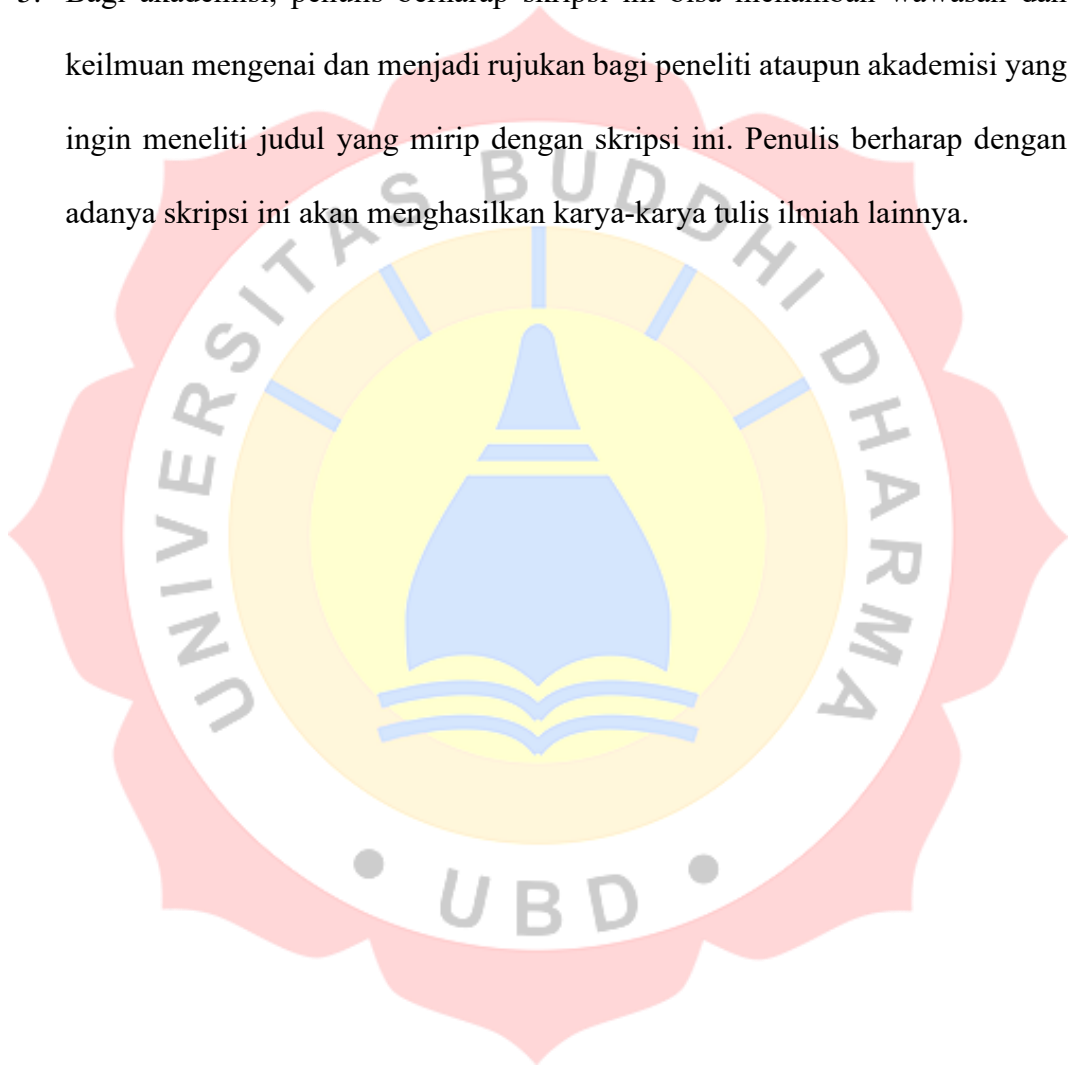 Bagi akademisi, penulis berharap skripsi ini bisa menambah wawasan dan
keilmuan mengenai dan menjadi rujukan bagi peneliti ataupun akademisi yang
ingin meneliti judul yang mirip dengan skripsi ini. Penulis berharap dengan
adanya skripsi ini akan menghasilkan karya-karya tulis ilmiah lainnya.
UNIVERSITAS BUDDHI DHARMA
• UBD •